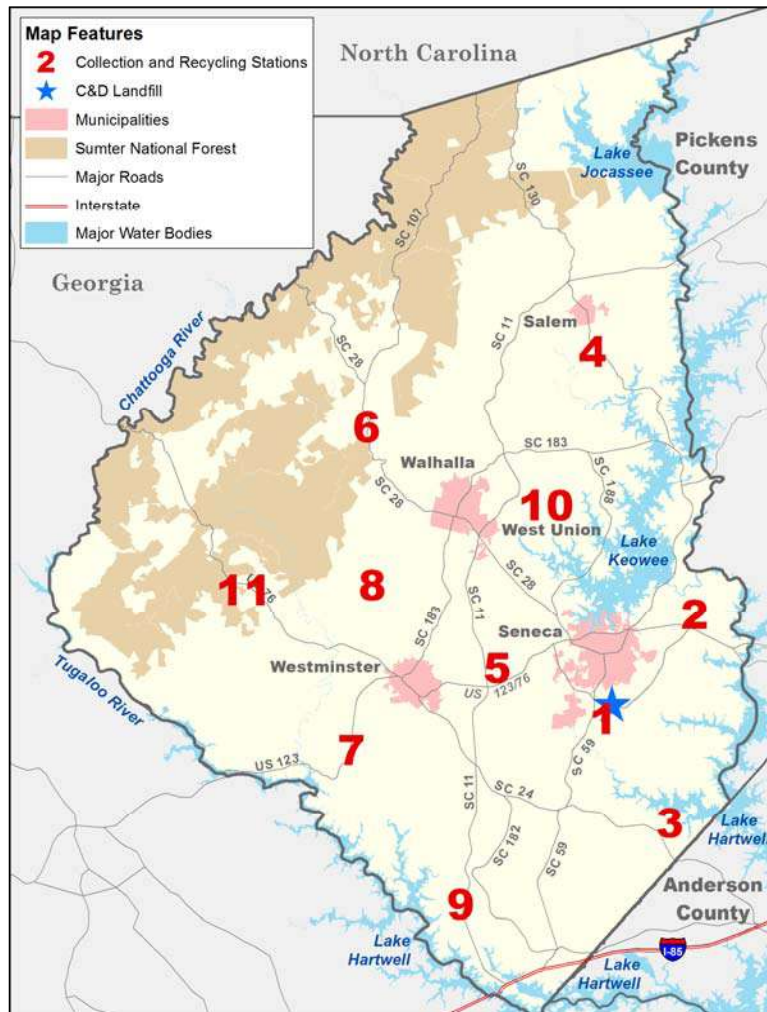 Map Features
2 Collection and Recycling Stations
C&D Landfill
Municipalities
Sumter National Forest
Major Roads
Interstate
Major Water Bodies
North Carolina
Pickens
County
Lake
Jocassee
SC 107
SC 130
Georgia
Chattooga River
Salem
SC 11
4
SC 28
6
SC 183
Walhalla
SC 28
SC 188
10
West Union
Lake
Keowee
SC 28
8
11
US 76
SC 183
SC 11
2
Seneca
Westminster
5
US 123/76
Tugaloo River
1
7
SC 59
US 123
SC 11
SC 24
3
Lake
Hartwell
SC 182
SC 59
Anderson
County
9
Lake
Hartwell
I-85
Lake
Hartwell